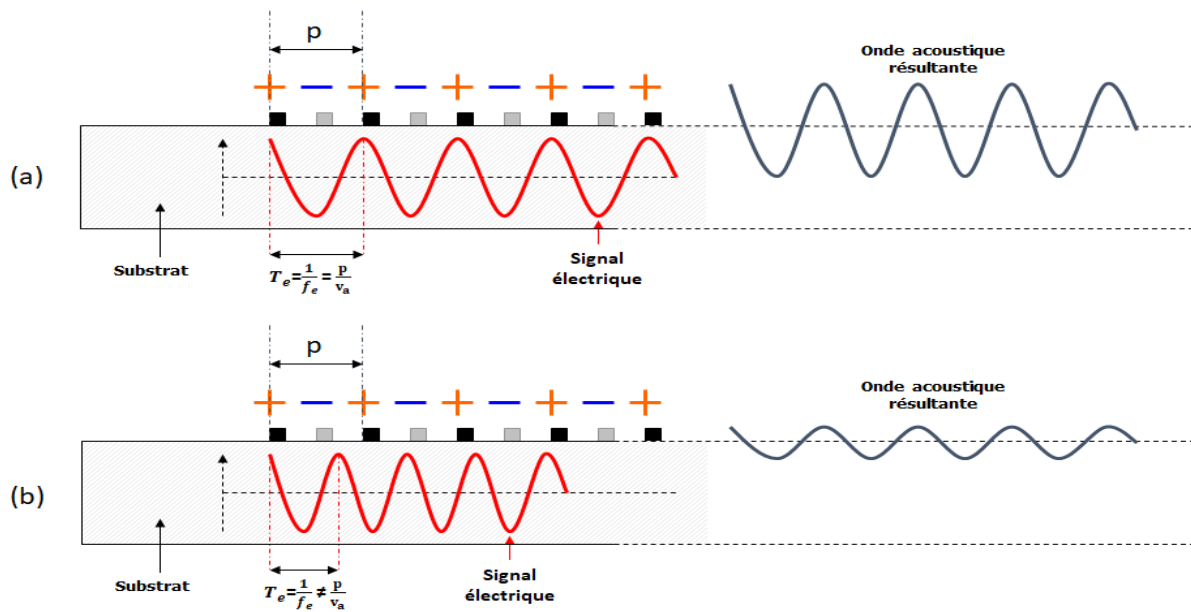 p
Onde acoustique
résultante
+ − + − + − + − +
(a)
Substrat
Tₑ=1/fₑ=p/vₐ
Signal
électrique
p
Onde acoustique
résultante
+ − + − + − + − +
(b)
Substrat
Tₑ=1/fₑ≠p/vₐ
Signal
électrique